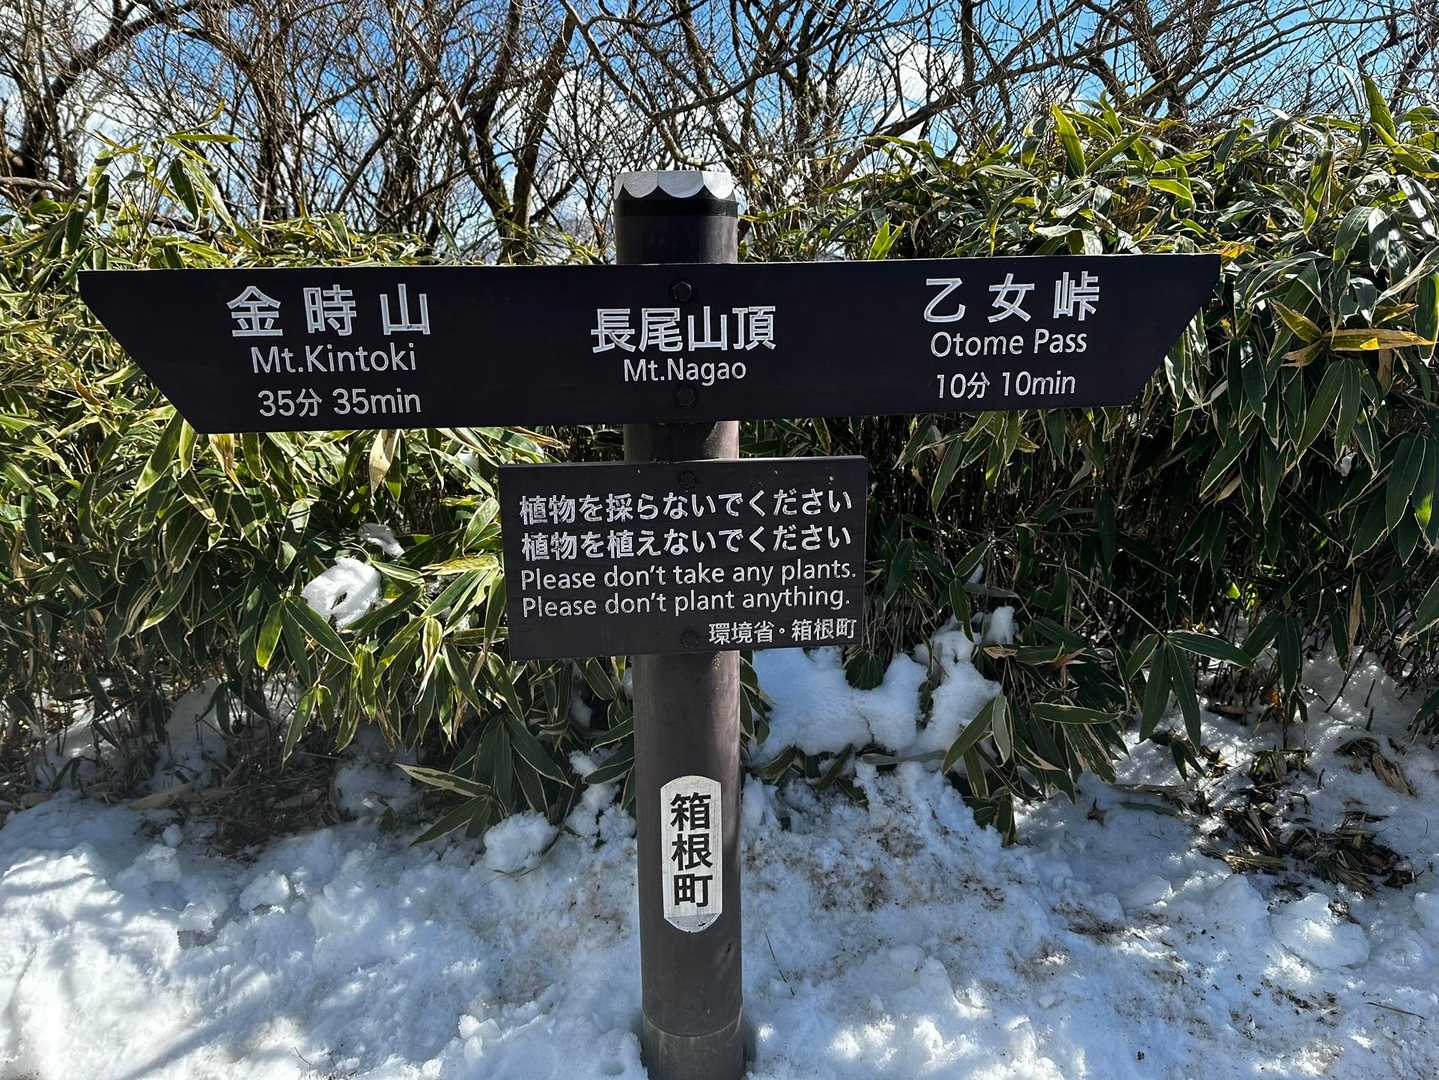 金時山
Mt.Kintoki
35分 35min
長尾山頂
Mt.Nagao
乙女峠
Otome Pass
10分 10min
植物を採らないでください
植物を植えないでください
Please don't take any plants.
Please don't plant anything.
環境省・箱根町
箱根町